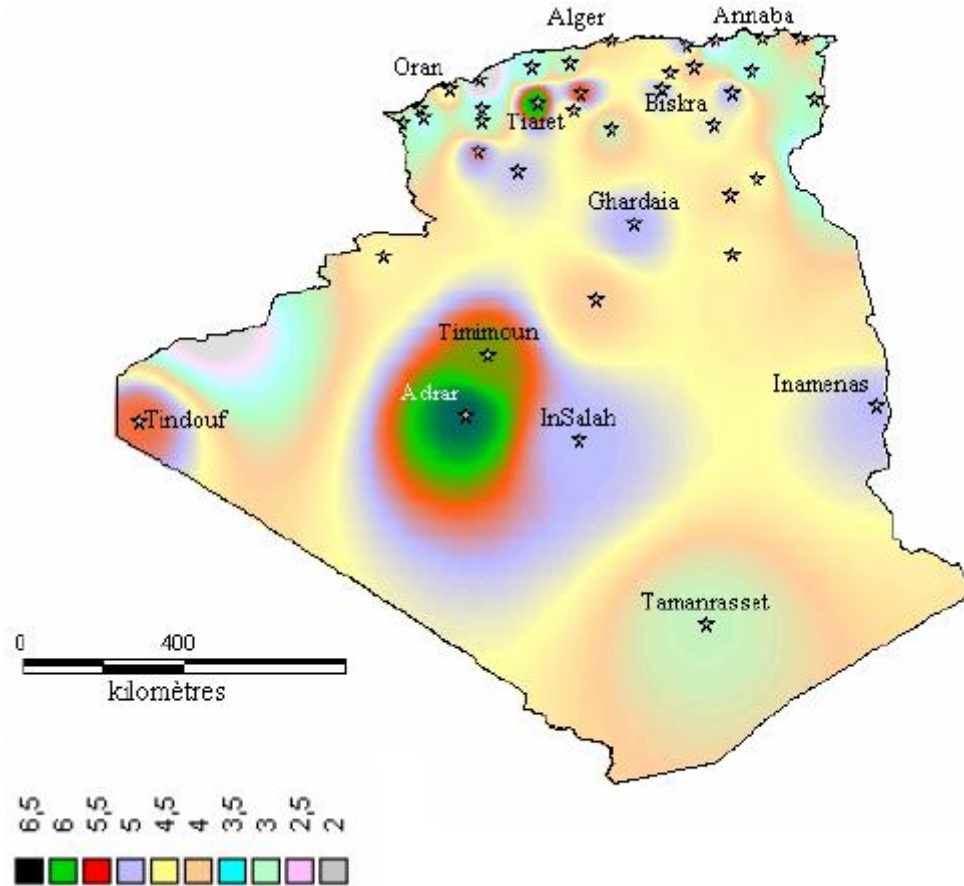 Alger
Annaba
Oran
Biskra
Tiaret
Ghardaia
Timimoun
Adrar
Inamenas
Tindouf
InSalah
Tamanrasset
0 400
kilomètres
6,5 6 5,5 5 4,5 4 3,5 3 2,5 2